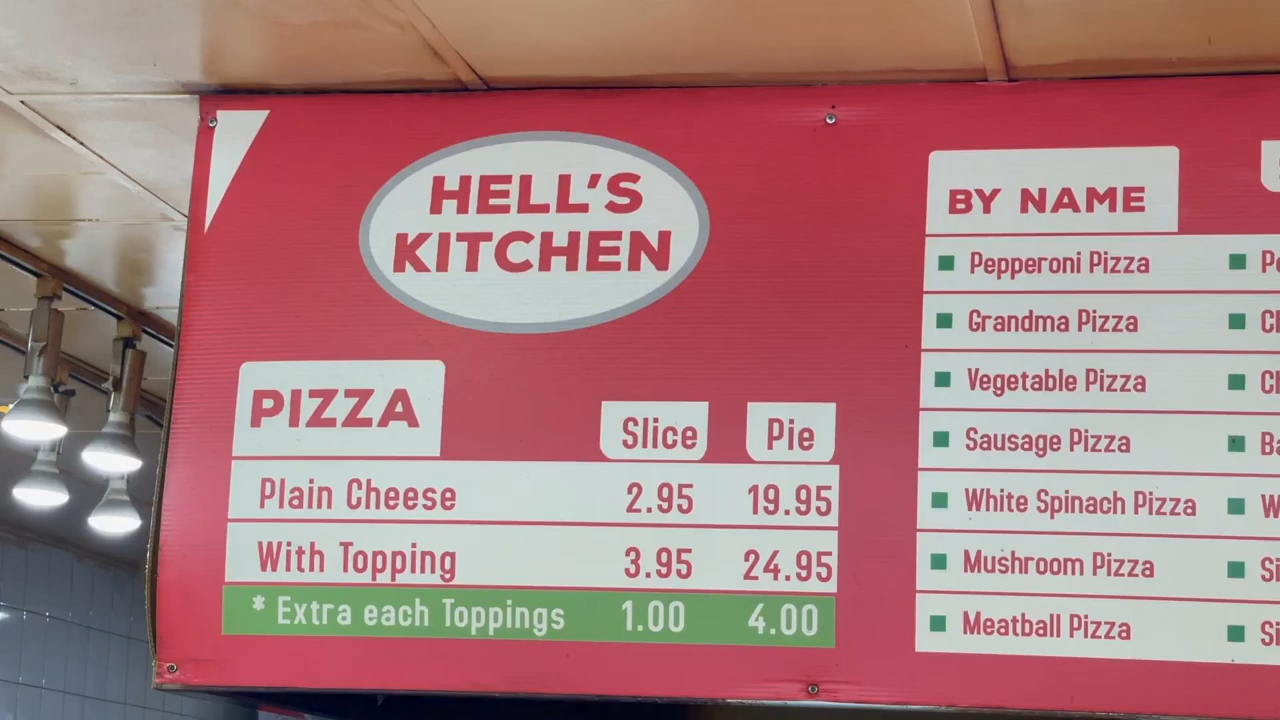 HELL'S
KITCHEN
PIZZA
Slice Pie
Plain Cheese 2.95 19.95
With Topping 3.95 24.95
* Extra each Toppings 1.00 4.00
BY NAME
Pepperoni Pizza
Grandma Pizza
Vegetable Pizza
Sausage Pizza
White Spinach Pizza
Mushroom Pizza
Meatball Pizza